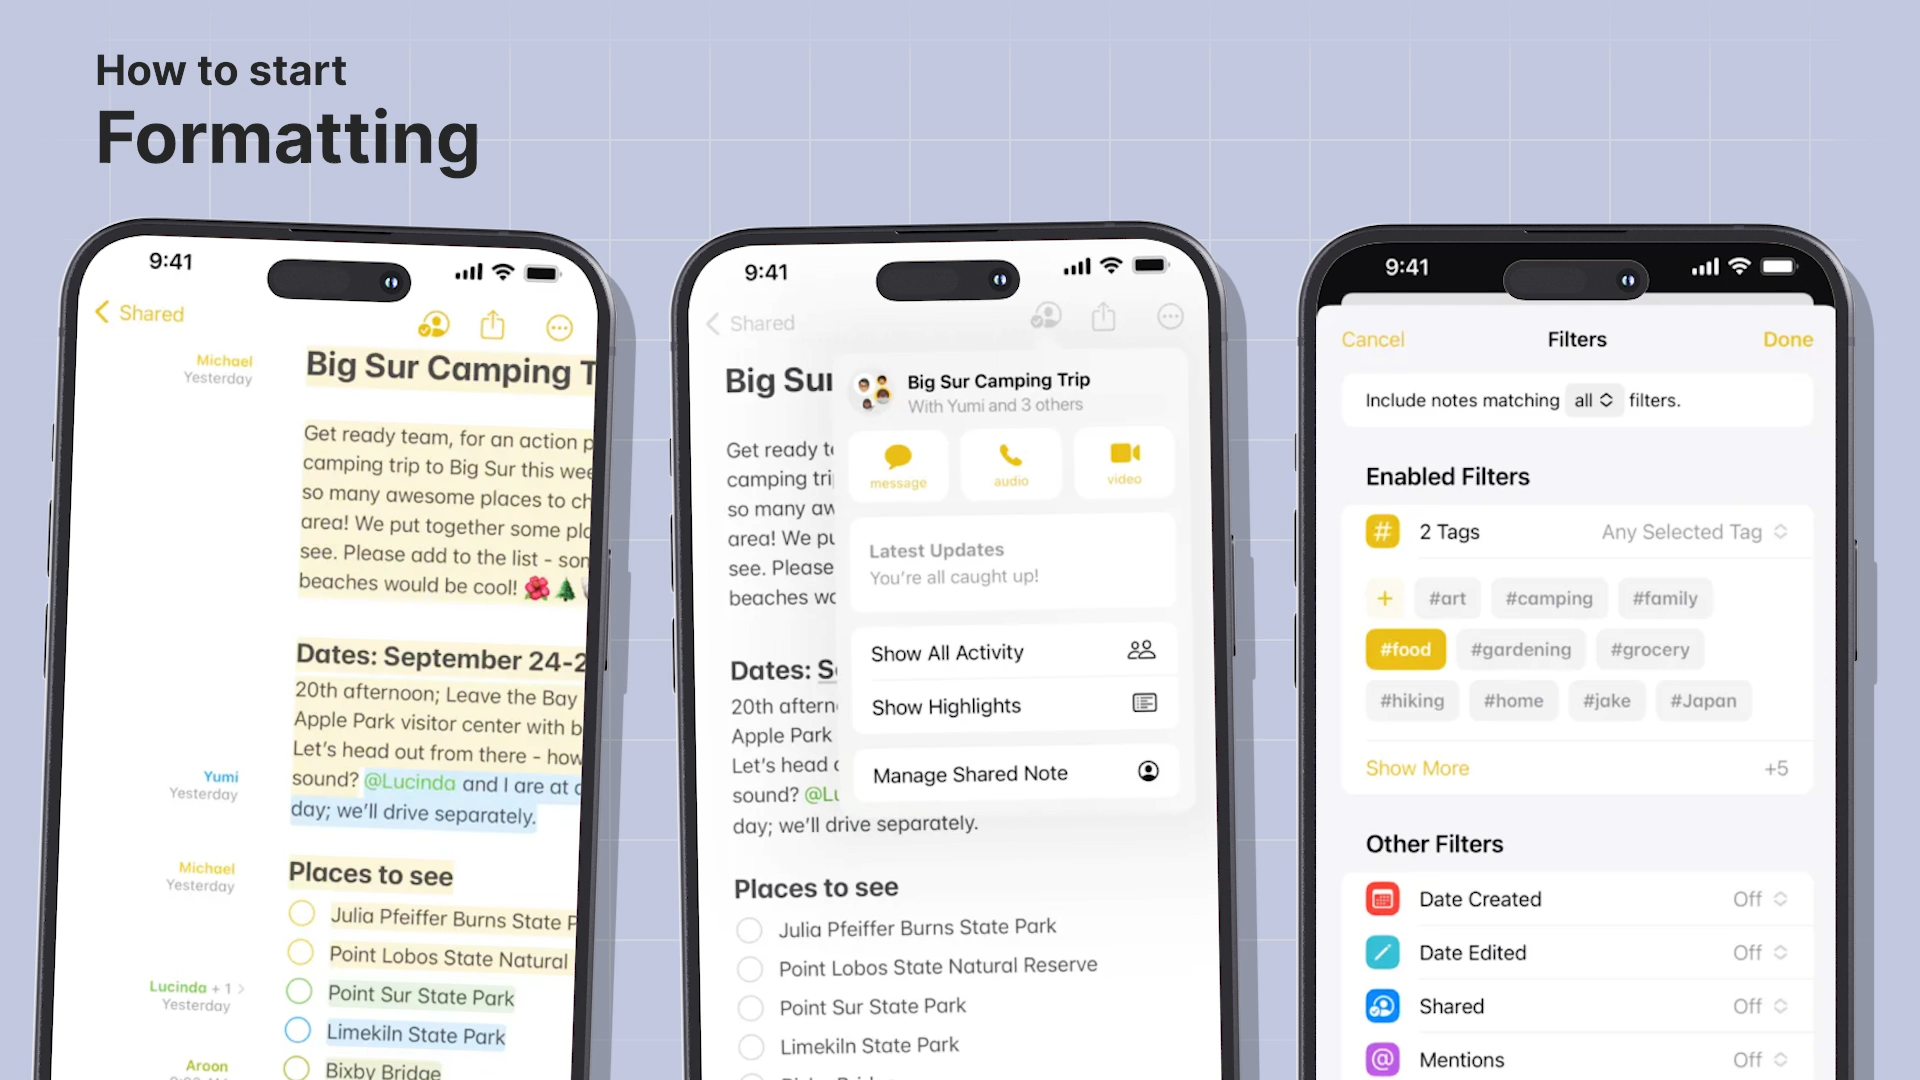 How to start
Formatting
9:41
Shared
Michael
Yesterday
Big Sur Camping T
Get ready team, for an action p
camping trip to Big Sur this wee
so many awesome places to ch
area! We put together some pla
see. Please add to the list - son
beaches would be cool! 🌺🌲
Dates: September 24-2
20th afternoon; Leave the Bay
Apple Park visitor center with b
Let's head out from there - how
sound? @Lucinda and I are at
day; we'll drive separately.
Yumi
Yesterday
Michael
Yesterday
Places to see
Julia Pfeiffer Burns State P
Point Lobos State Natural
Lucinda + 1 >
Yesterday
Point Sur State Park
Limekiln State Park
Aroon
Bixby Bridge
9:41
Shared
Big Sur
Get ready t
camping tri
so many aw
area! We pu
see. Please
beaches wo
Dates: S
20th aftern
Apple Park
Let's head
sound? @Lu
day; we'll drive separately.
Places to see
Julia Pfeiffer Burns State Park
Point Lobos State Natural Reserve
Point Sur State Park
Limekiln State Park
Big Sur Camping Trip
With Yumi and 3 others
message
audio
video
Latest Updates
You're all caught up!
Show All Activity
Show Highlights
Manage Shared Note
9:41
Cancel
Filters
Done
Include notes matching all filters.
Enabled Filters
# 2 Tags Any Selected Tag
+ #art #camping #family
#food #gardening #grocery
#hiking #home #jake #Japan
Show More +5
Other Filters
Date Created Off
Date Edited Off
Shared Off
@ Mentions Off